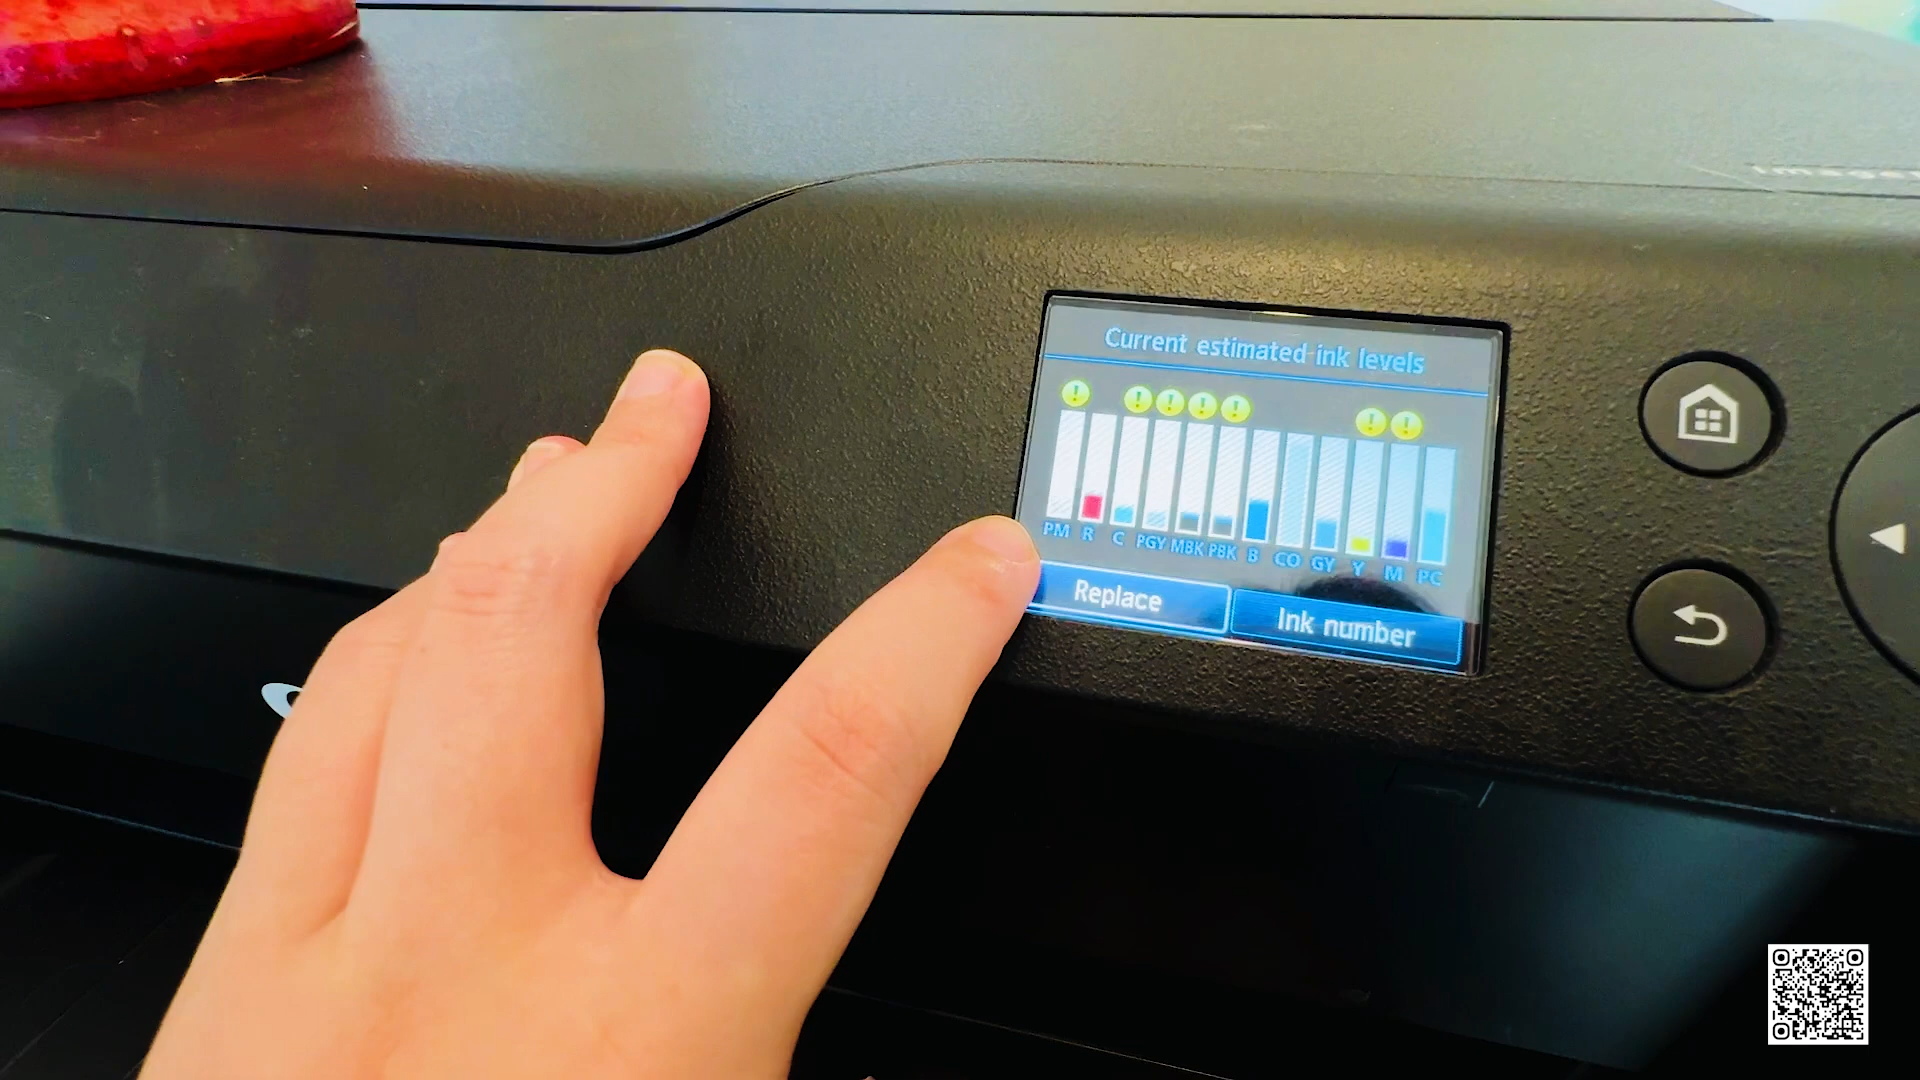 Current estimated ink levels
! ! ! ! ! ! !
PM R C PGY MBK PBK B CO GY Y M PC
Replace
Ink number